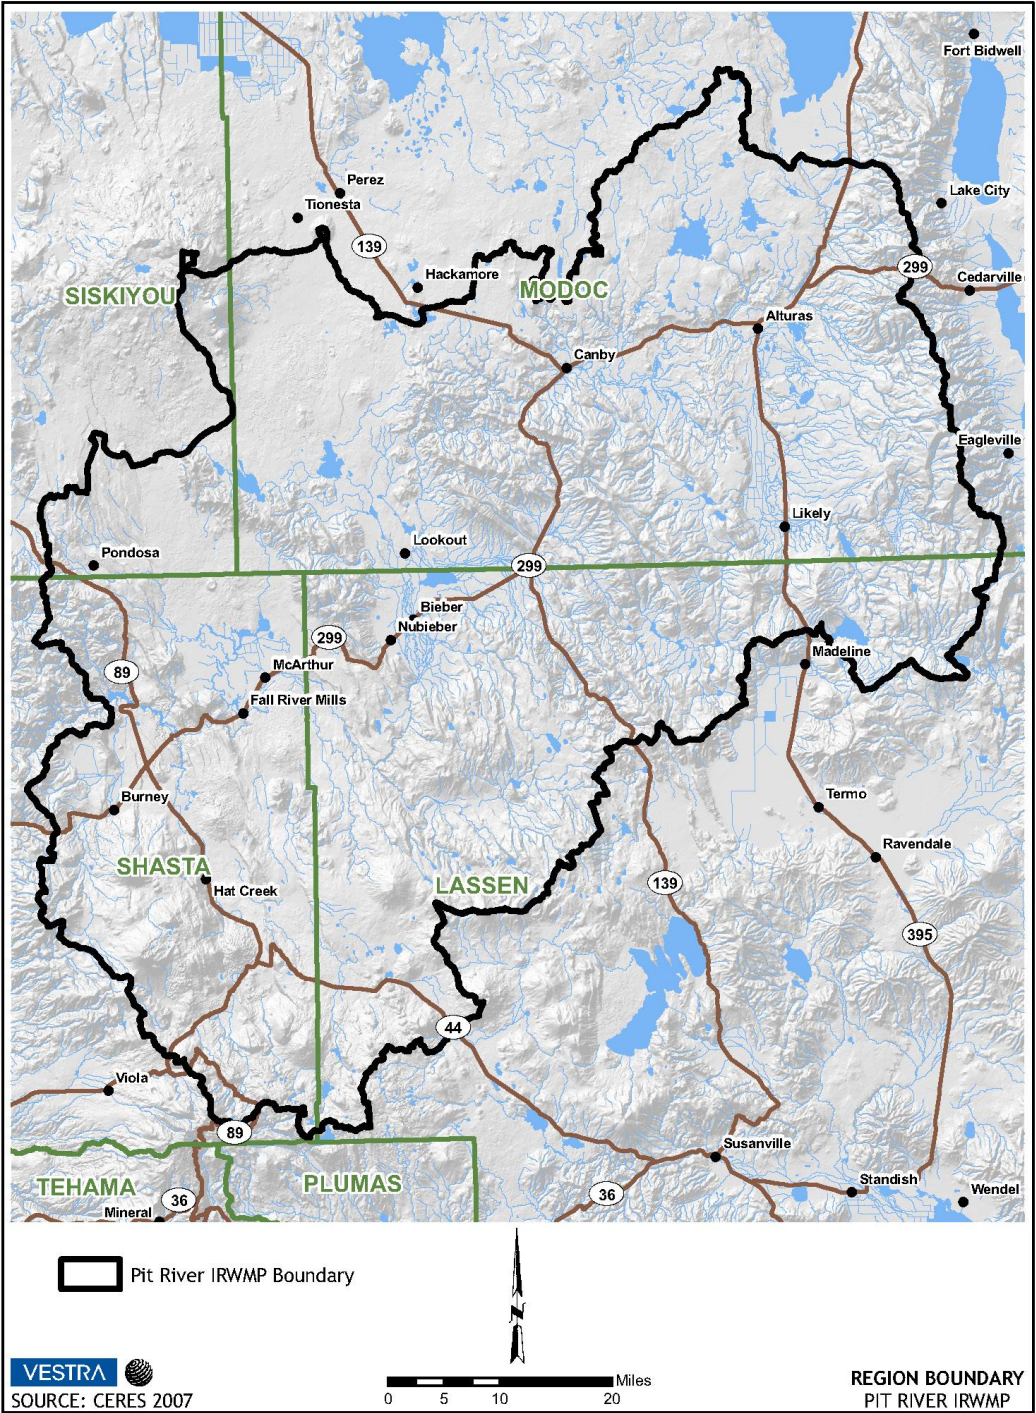 Fort Bidwell
Perez
Lake City
Tionesta
139
299
Hackamore
Cedarville
SISKIYOU
MODOC
Alturas
Canby
Eagleville
Likely
Lookout
Pondosa
299
Bieber
Nubieber
299
Madeline
McArthur
89
Fall River Mills
Burney
Termo
Ravendale
SHASTA
LASSEN
139
Hat Creek
395
44
Viola
89
Susanville
TEHAMA
PLUMAS
Standish
36
36
Wendel
Mineral
Pit River IRWMP Boundary
N
VESTRA
SOURCE: CERES 2007
Miles
0 5 10 20
REGION BOUNDARY
PIT RIVER IRWMP